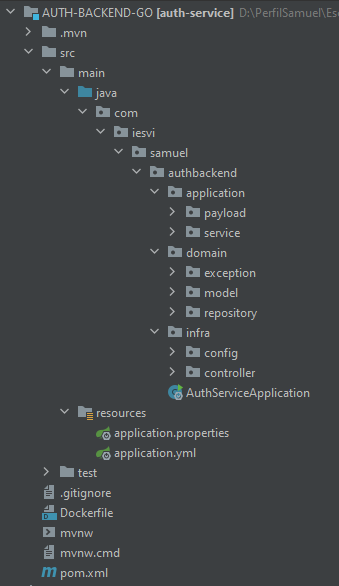 AUTH-BACKEND-GO [auth-service] D:\PerfilSamuel\Es
.mvn
src
main
java
com
iesvi
samuel
authbackend
application
payload
service
domain
exception
model
repository
infra
config
controller
AuthServiceApplication
resources
application.properties
application.yml
test
.gitignore
Dockerfile
mvnw
mvnw.cmd
pom.xml